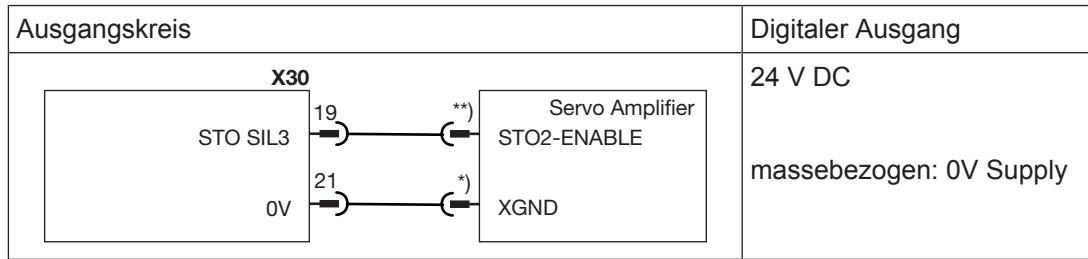 Ausgangskreis
Digitaler Ausgang
X30
24 V DC
19
**)
Servo Amplifier
STO SIL3
STO2-ENABLE
massebezogen: 0V Supply
21
*)
0V
XGND